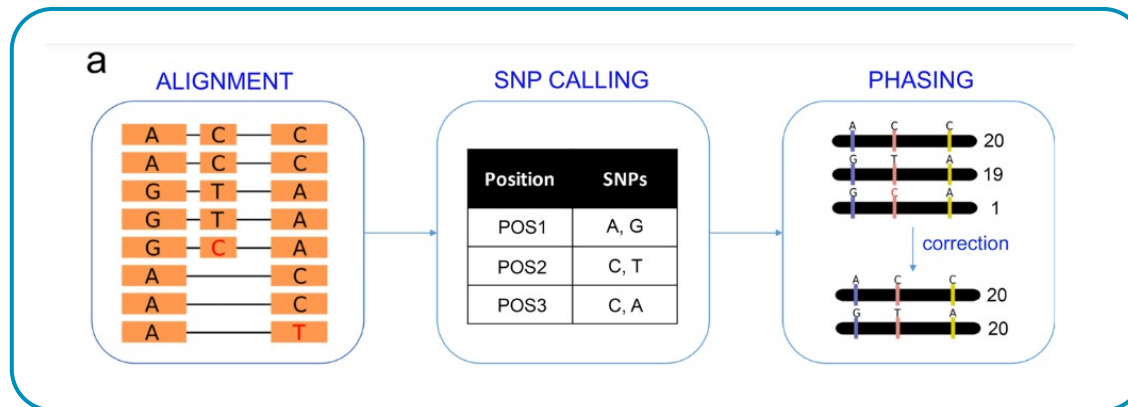 a
ALIGNMENT
A C C
A C C
G T A
G T A
G C A
A C
A C
A T
SNP CALLING
Position SNPs
POS1 A, G
POS2 C, T
POS3 C, A
PHASING
A C C
20
G T A
19
G C A
1
correction
A C C
20
G T A
20